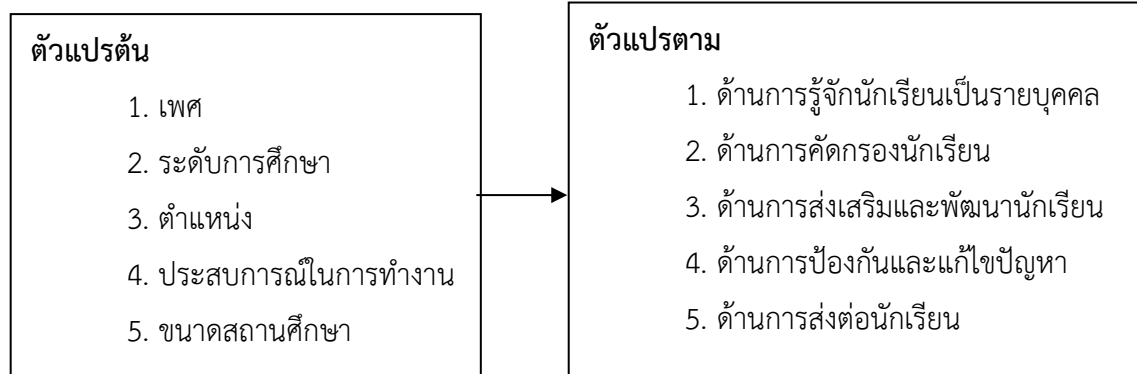 ตัวแปรต้น
1. เพศ
2. ระดับการศึกษา
3. ตำแหน่ง
4. ประสบการณ์ในการทำงาน
5. ขนาดสถานศึกษา
ตัวแปรตาม
1. ด้านการรู้จักนักเรียนเป็นรายบุคคล
2. ด้านการคัดกรองนักเรียน
3. ด้านการส่งเสริมและพัฒนานักเรียน
4. ด้านการป้องกันและแก้ไขปัญหา
5. ด้านการส่งต่อนักเรียน